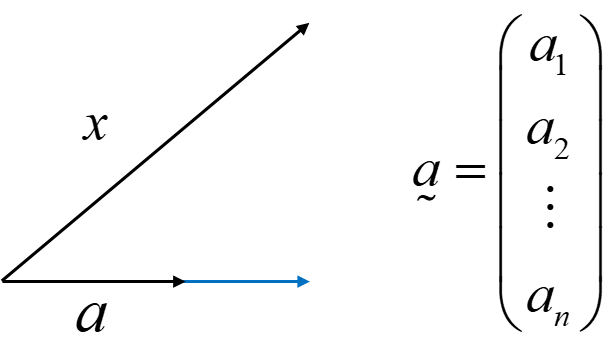 x
a
a̰ =
a₁
a₂
⋮
aₙ